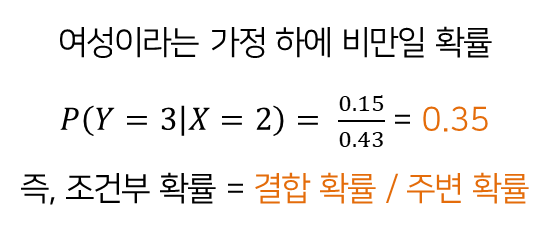 여성이라는 가정 하에 비만일 확률
P(Y = 3|X = 2) = 0.15/0.43 = 0.35
즉, 조건부 확률 = 결합 확률 / 주변 확률